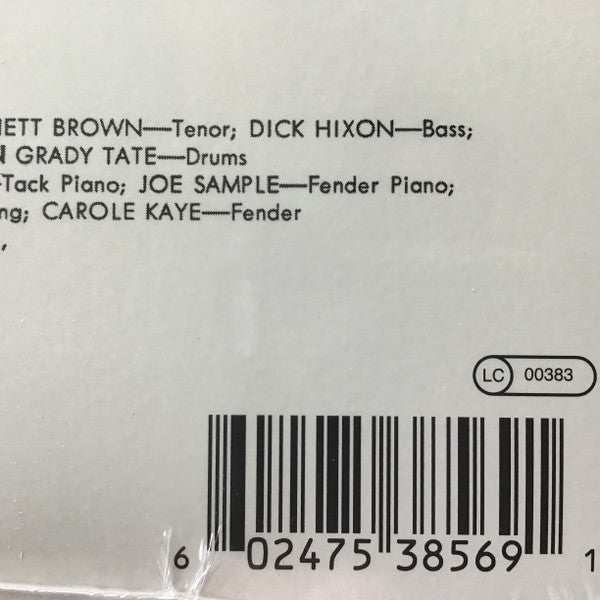 ETT BROWN—Tenor; DICK HIXON—Bass;
GRADY TATE—Drums
-Tack Piano; JOE SAMPLE—Fender Piano;
ng; CAROLE KAYE—Fender
,
LC 00383
6 02475 38569 1